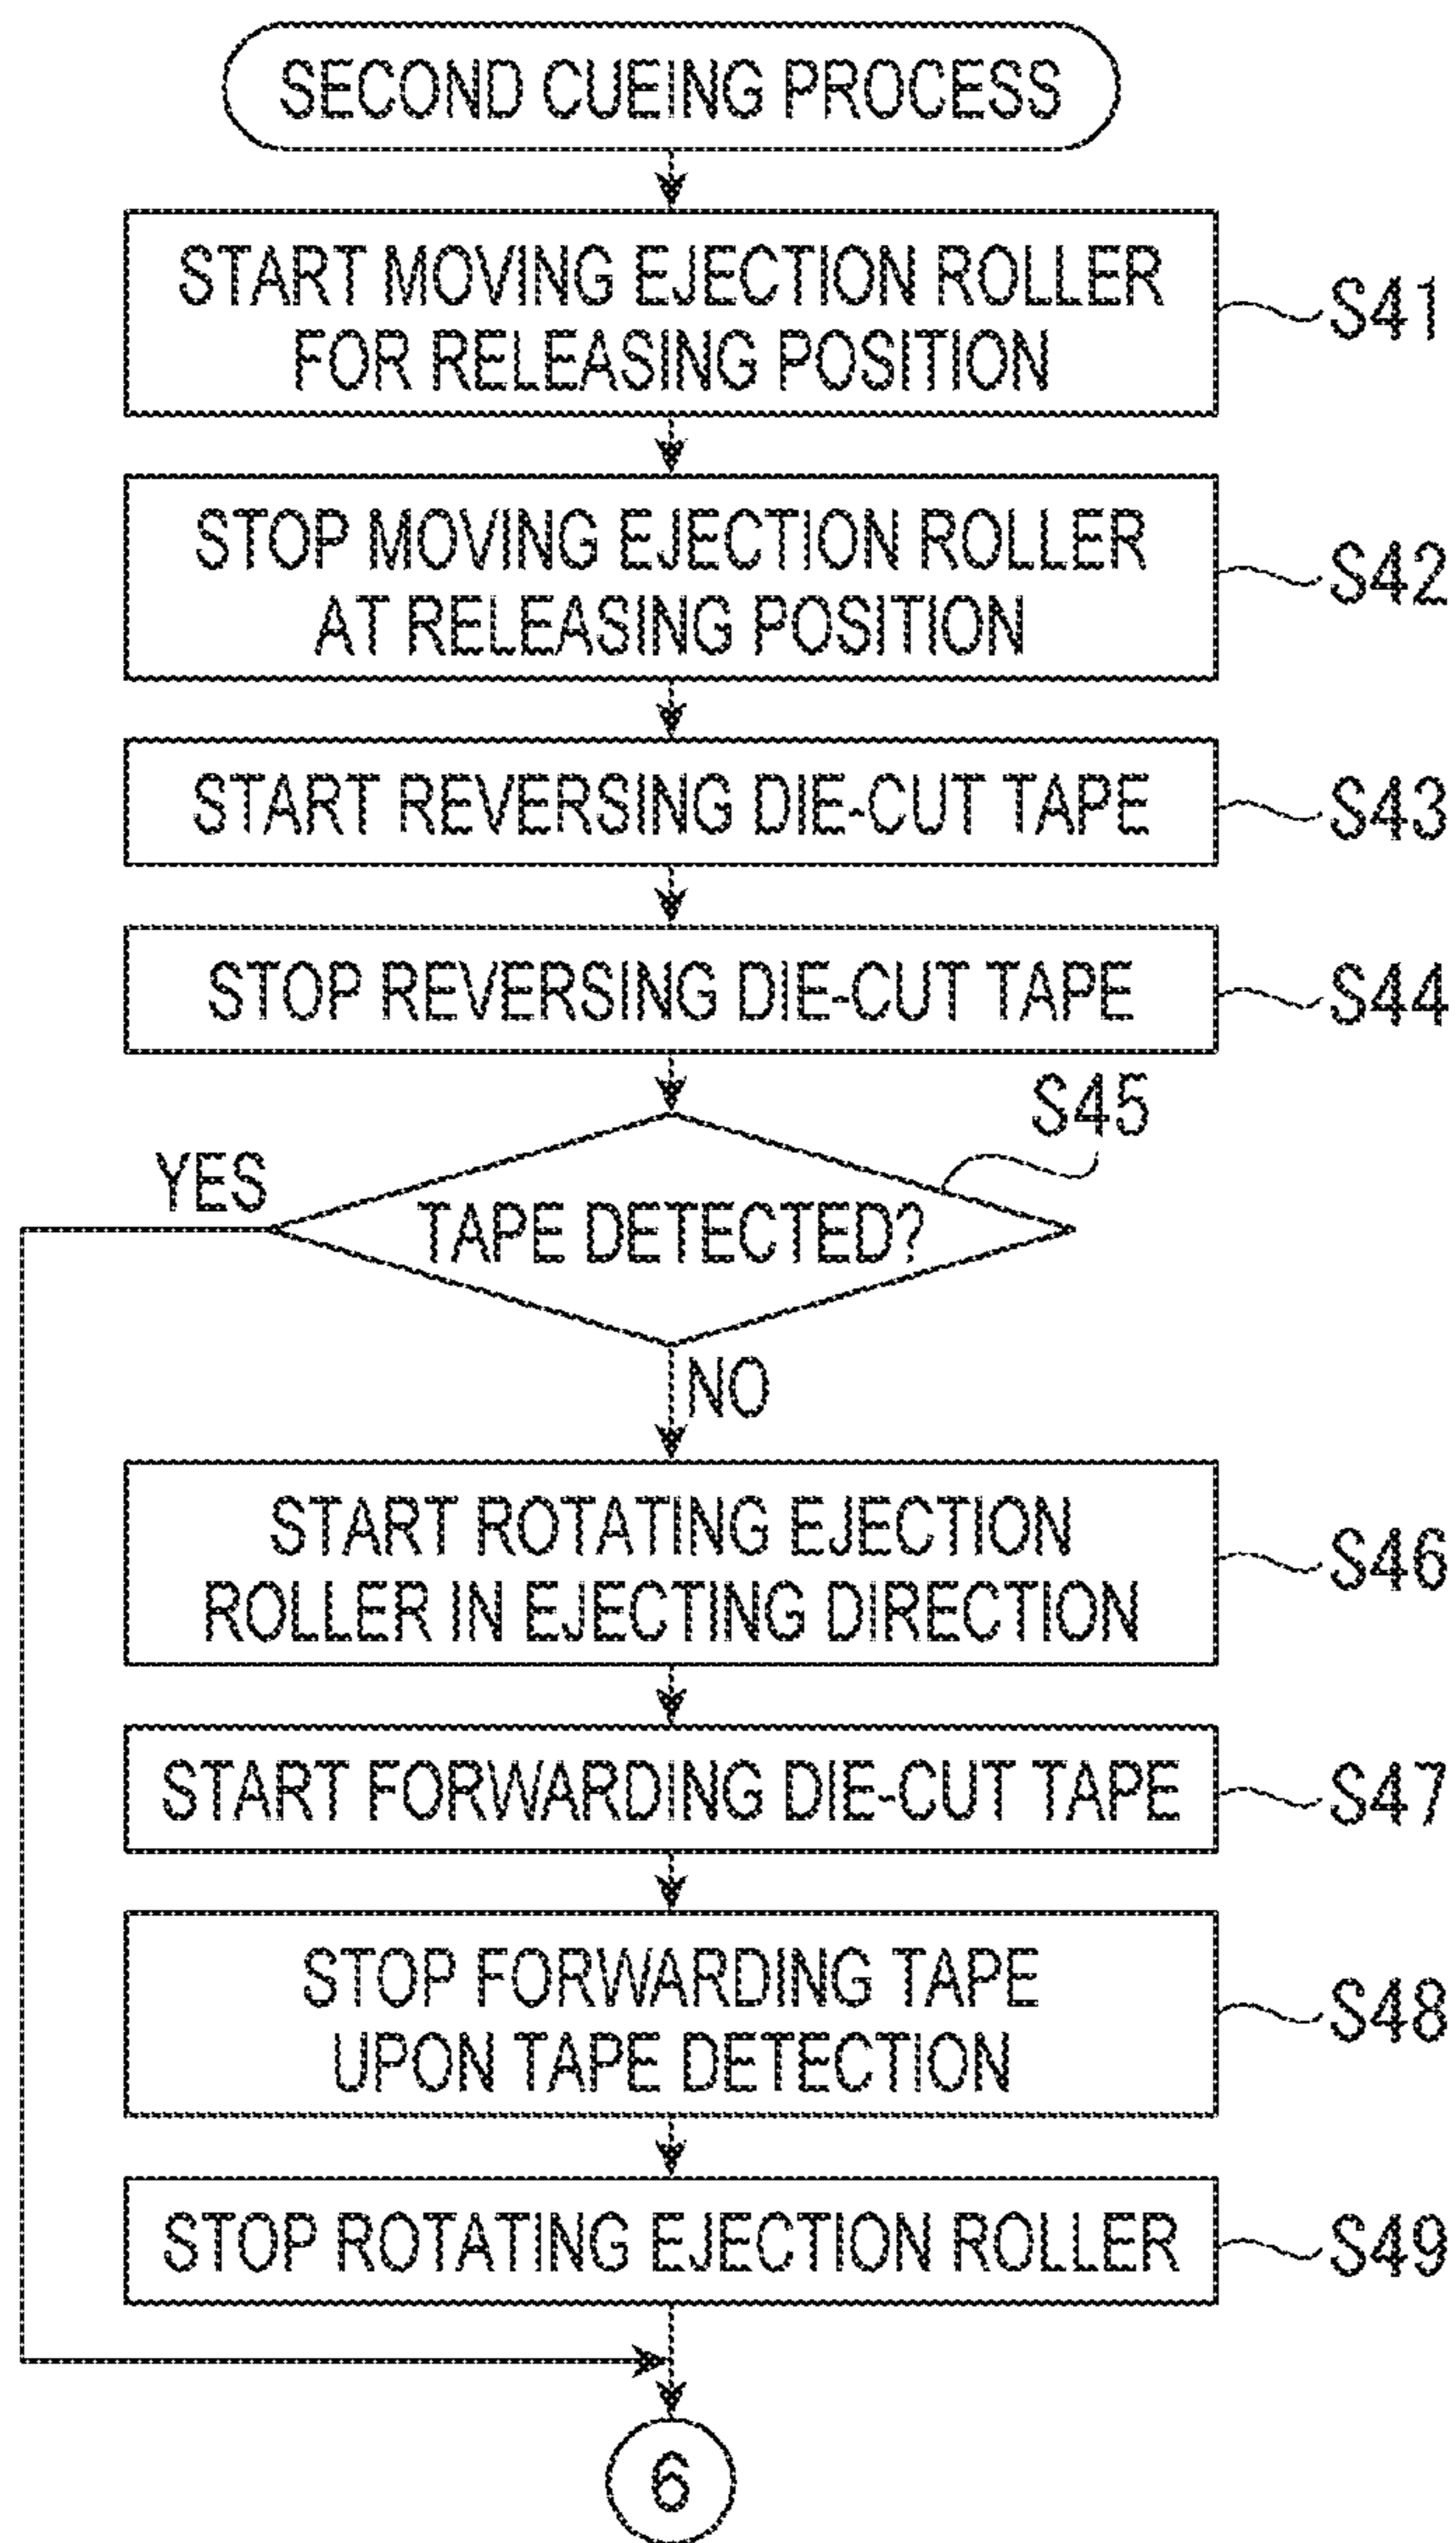 SECOND CUEING PROCESS
START MOVING EJECTION ROLLER
FOR RELEASING POSITION
S41
STOP MOVING EJECTION ROLLER
AT RELEASING POSITION
S42
START REVERSING DIE-CUT TAPE
S43
STOP REVERSING DIE-CUT TAPE
S44
S45
YES
TAPE DETECTED?
NO
START ROTATING EJECTION
ROLLER IN EJECTING DIRECTION
S46
START FORWARDING DIE-CUT TAPE
S47
STOP FORWARDING TAPE
UPON TAPE DETECTION
S48
STOP ROTATING EJECTION ROLLER
S49
6